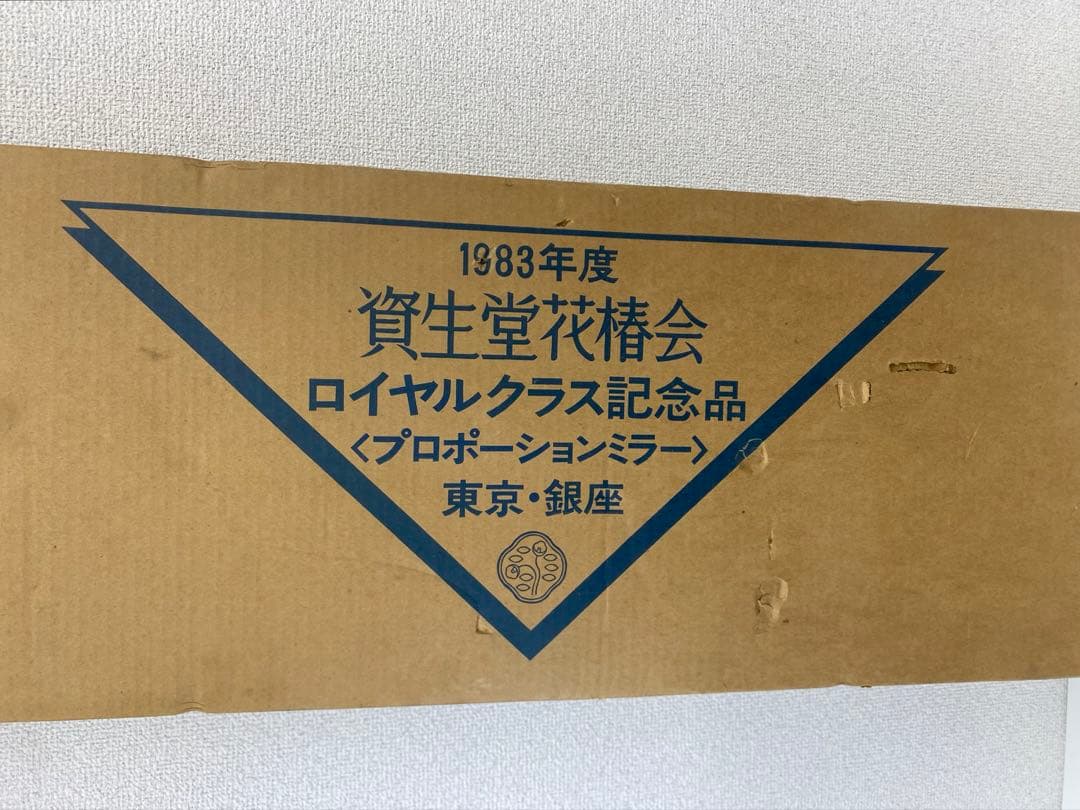 1983年度
資生堂花椿会
ロイヤルクラス記念品
〈プロポーションミラー〉
東京・銀座